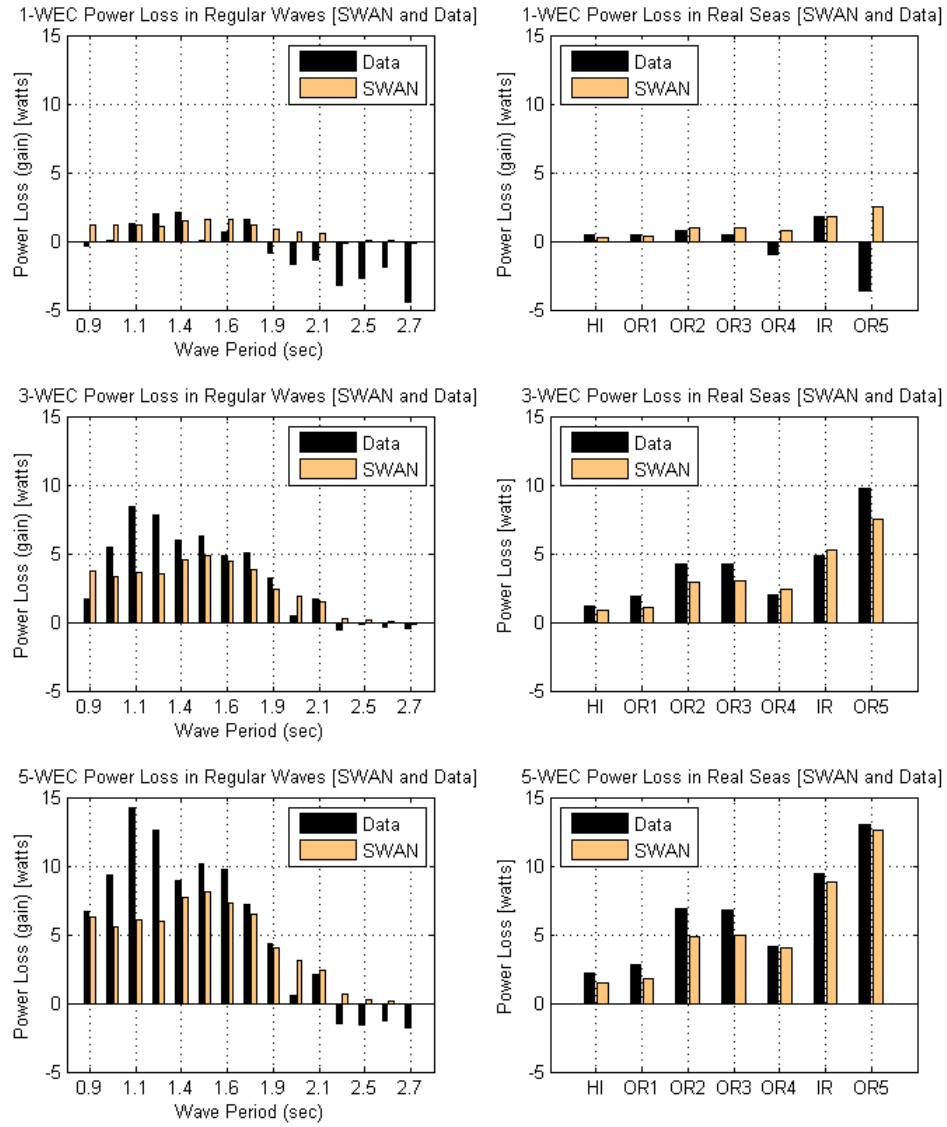 1-WEC Power Loss in Regular Waves [SWAN and Data]
15
10
5
0
-5
Power Loss (gain) [watts]
Data
SWAN
0.9 1.1 1.4 1.6 1.9 2.1 2.5 2.7
Wave Period (sec)
1-WEC Power Loss in Real Seas [SWAN and Data]
15
10
5
0
-5
Power Loss (gain) [watts]
Data
SWAN
HI OR1 OR2 OR3 OR4 IR OR5
3-WEC Power Loss in Regular Waves [SWAN and Data]
15
10
5
0
-5
Power Loss (gain) [watts]
Data
SWAN
0.9 1.1 1.4 1.6 1.9 2.1 2.5 2.7
Wave Period (sec)
3-WEC Power Loss in Real Seas [SWAN and Data]
15
10
5
0
-5
Power Loss [watts]
Data
SWAN
HI OR1 OR2 OR3 OR4 IR OR5
5-WEC Power Loss in Regular Waves [SWAN and Data]
15
10
5
0
-5
Power Loss (gain) [watts]
Data
SWAN
0.9 1.1 1.4 1.6 1.9 2.1 2.5 2.7
Wave Period (sec)
5-WEC Power Loss in Real Seas [SWAN and Data]
15
10
5
0
-5
Power Loss [watts]
Data
SWAN
HI OR1 OR2 OR3 OR4 IR OR5